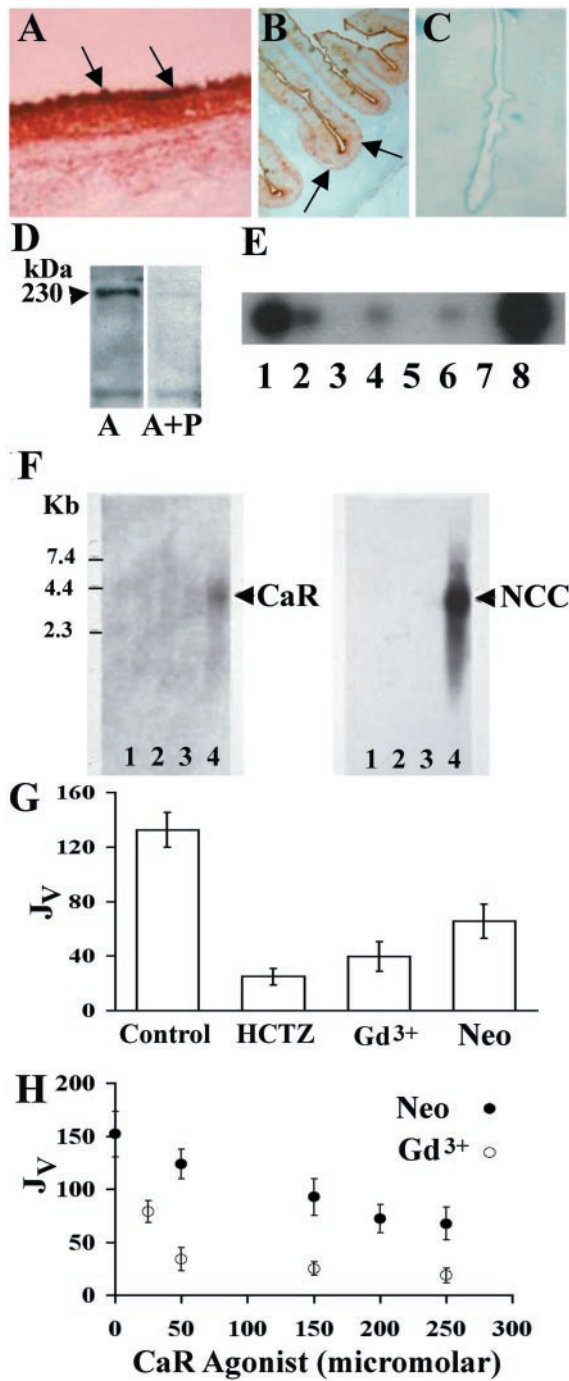 A
B
C
D
kDa
230
A A+P
E
1 2 3 4 5 6 7 8
F
Kb
7.4
4.4
2.3
CaR
NCC
1 2 3 4
1 2 3 4
G
160
120
80
40
0
JV
Control HCTZ Gd3+ Neo
H
200
150
100
50
0
JV
Neo
Gd3+
0 50 100 150 200 250 300
CaR Agonist (micromolar)